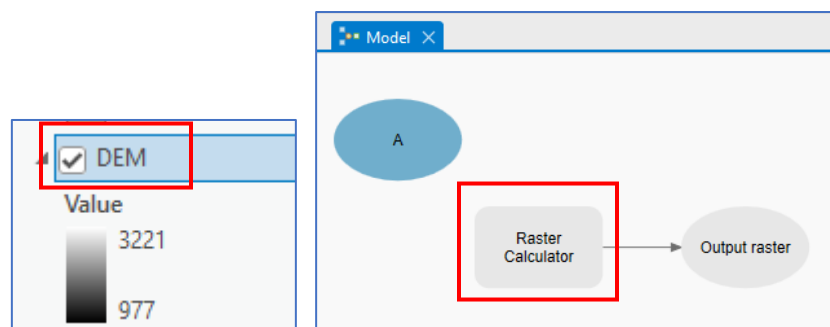 DEM
Value
3221
977
Model
A
Raster
Calculator
Output raster